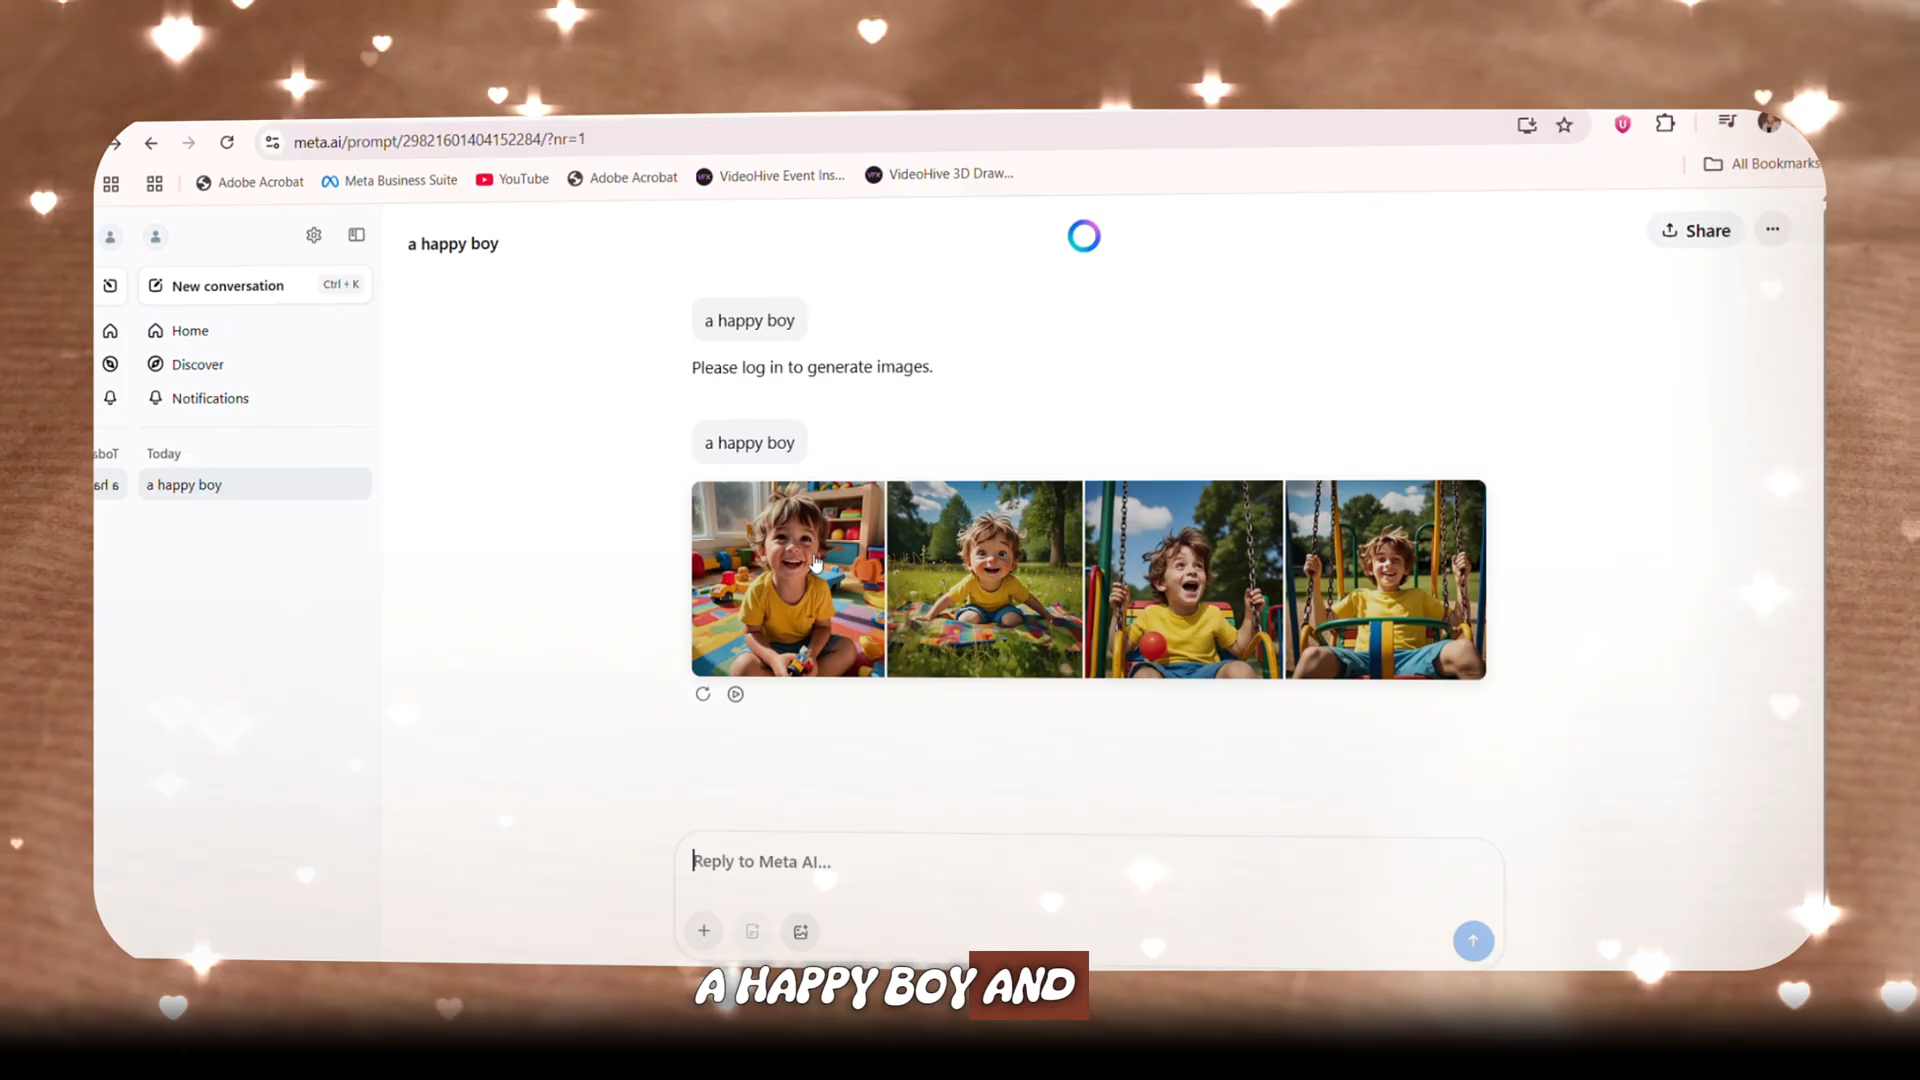 meta.ai/prompt/29821601404152284/?nr=1
Adobe Acrobat
Meta Business Suite
YouTube
Adobe Acrobat
VideoHive Event Ins...
VideoHive 3D Draw...
All Bookmarks
a happy boy
Share
New conversation
Ctrl + K
Home
Discover
Notifications
Today
a happy boy
a happy boy
Please log in to generate images.
a happy boy
Reply to Meta AI...
A HAPPY BOY AND